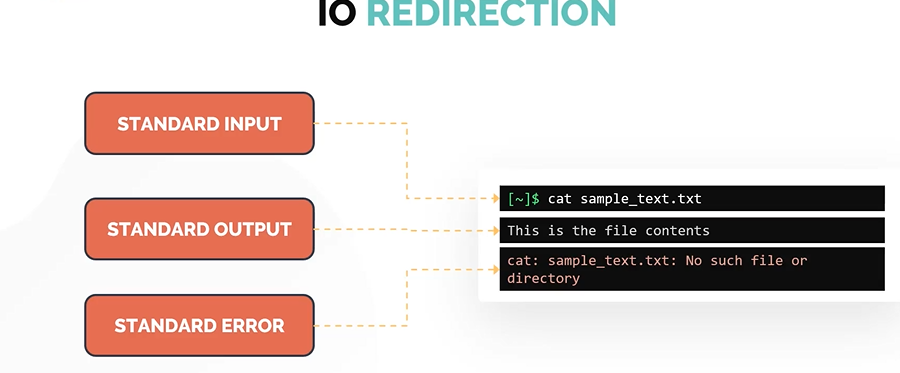 IO REDIRECTION
STANDARD INPUT
STANDARD OUTPUT
STANDARD ERROR
[~]$ cat sample_text.txt
This is the file contents
cat: sample_text.txt: No such file or
directory